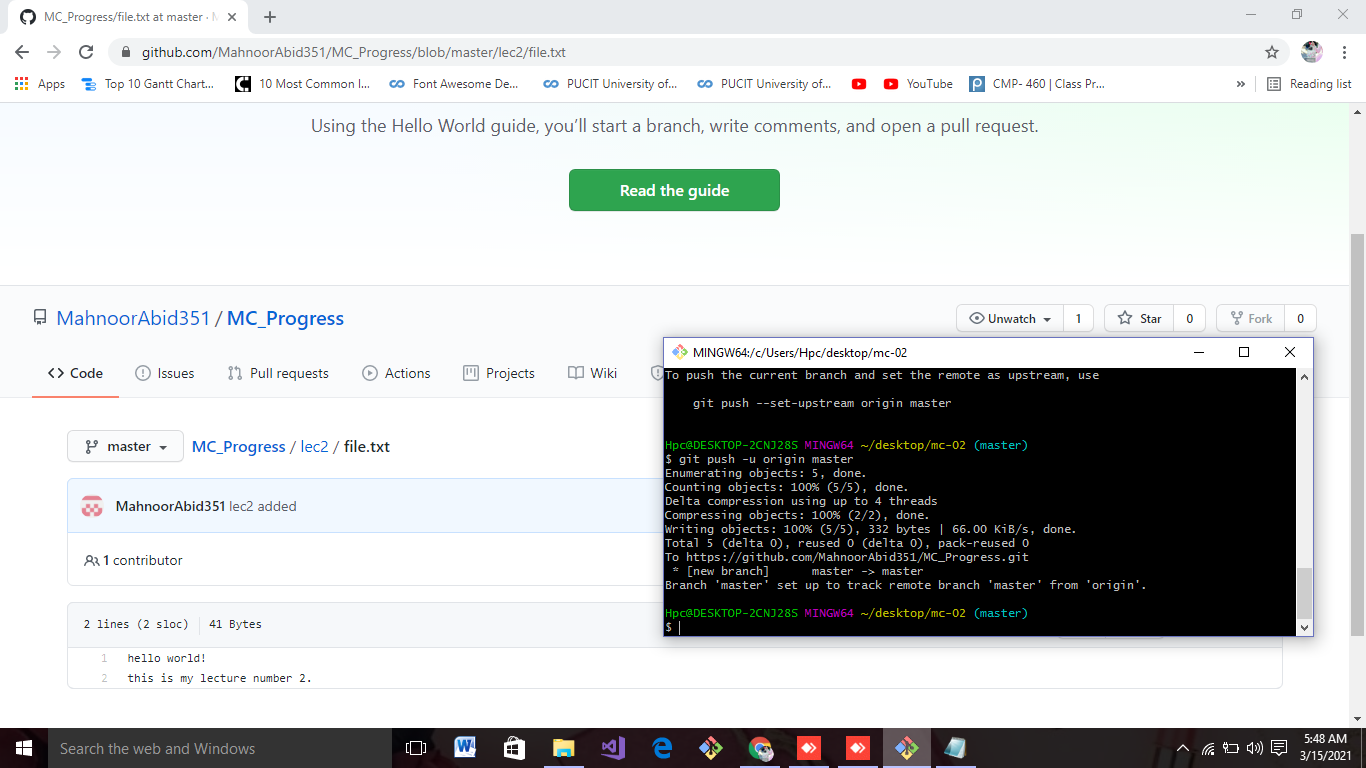 MC_Progress/file.txt at master · M
github.com/MahnoorAbid351/MC_Progress/blob/master/lec2/file.txt
Apps Top 10 Gantt Chart... 10 Most Common I... Font Awesome De... PUCIT University of... PUCIT University of... YouTube CMP- 460 | Class Pr... » Reading list
Using the Hello World guide, you’ll start a branch, write comments, and open a pull request.
Read the guide
MahnoorAbid351 / MC_Progress
Unwatch 1 Star 0 Fork 0
Code Issues Pull requests Actions Projects Wiki
master MC_Progress / lec2 / file.txt
MahnoorAbid351 lec2 added
1 contributor
2 lines (2 sloc) 41 Bytes
1 hello world!
2 this is my lecture number 2.
MINGW64:/c/Users/Hpc/desktop/mc-02
To push the current branch and set the remote as upstream, use
git push --set-upstream origin master
Hpc@DESKTOP-2CNJ28S MINGW64 ~/desktop/mc-02 (master)
$ git push -u origin master
Enumerating objects: 5, done.
Counting objects: 100% (5/5), done.
Delta compression using up to 4 threads
Compressing objects: 100% (2/2), done.
Writing objects: 100% (5/5), 332 bytes | 66.00 KiB/s, done.
Total 5 (delta 0), reused 0 (delta 0), pack-reused 0
To https://github.com/MahnoorAbid351/MC_Progress.git
* [new branch] master -> master
Branch 'master' set up to track remote branch 'master' from 'origin'.
Hpc@DESKTOP-2CNJ28S MINGW64 ~/desktop/mc-02 (master)
$
Search the web and Windows
5:48 AM
3/15/2021